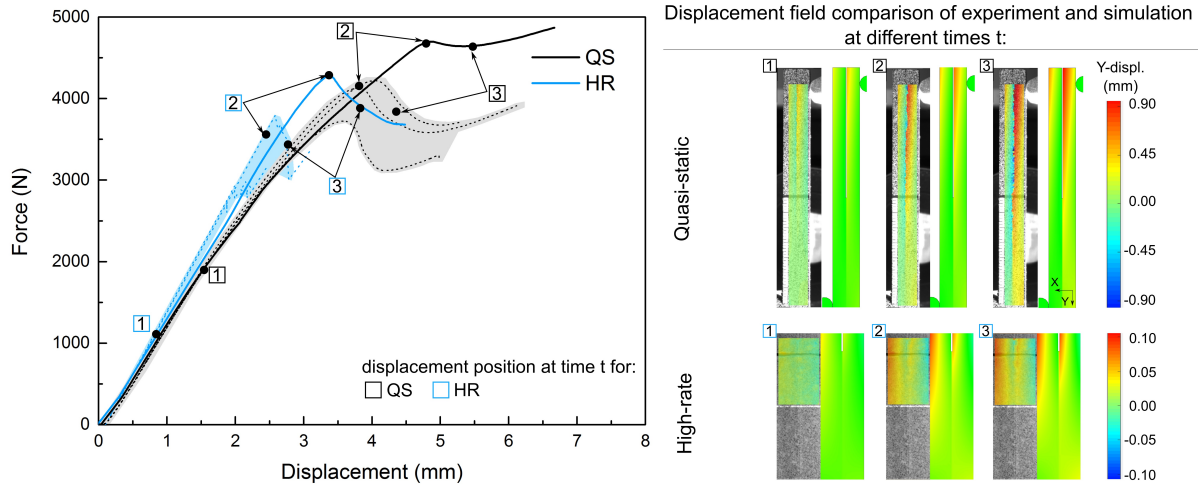 Displacement field comparison of experiment and simulation
at different times t:
5000
4000
3000
2000
1000
0
Force (N)
0 1 2 3 4 5 6 7 8
Displacement (mm)
QS
HR
2
2
3
3
1
1
displacement position at time t for:
QS HR
Quasi-static
1 2 3
X
Y
Y-displ.
(mm)
0.90
0.45
0.00
-0.45
-0.90
High-rate
1 2 3
0.10
0.05
0.00
-0.05
-0.10